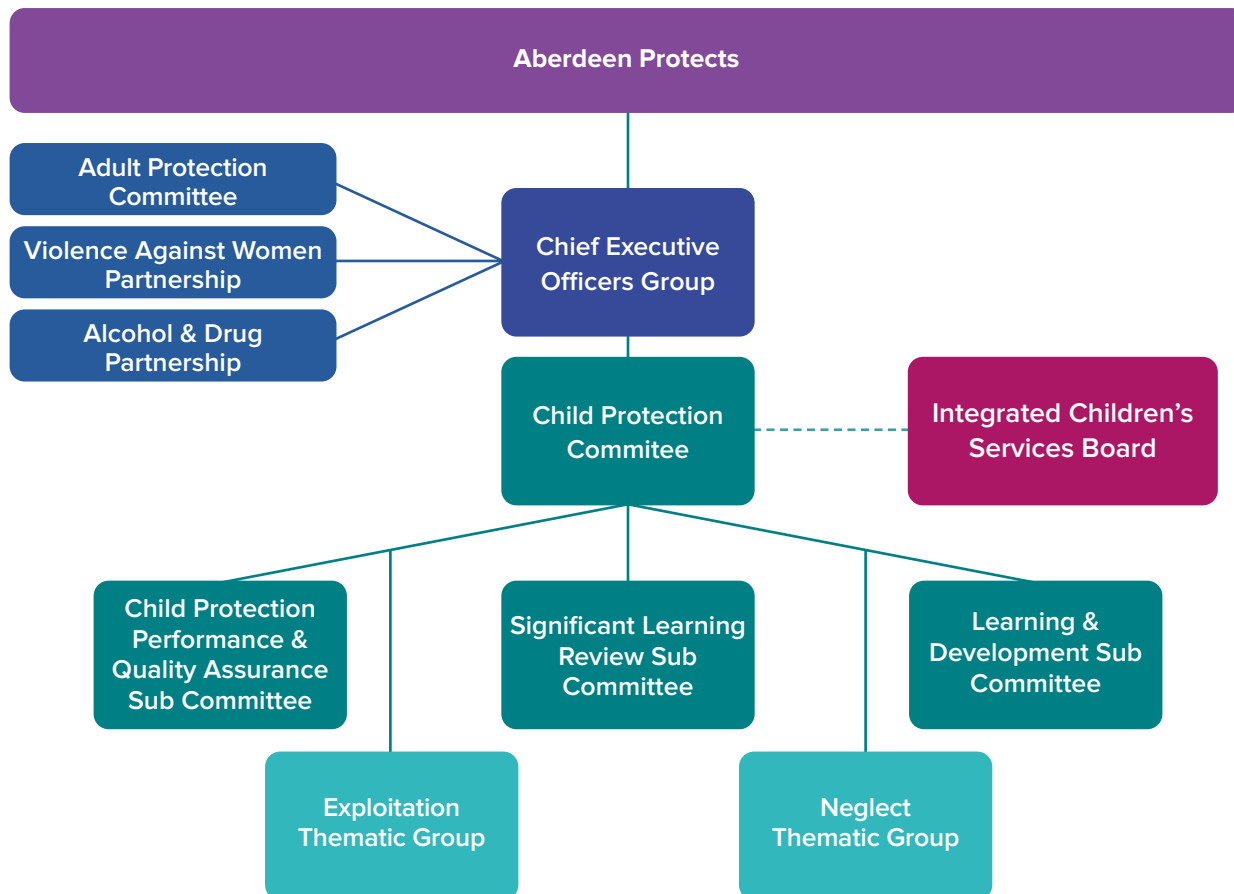 Aberdeen Protects
Adult Protection
Committee
Violence Against Women
Partnership
Alcohol & Drug
Partnership
Chief Executive
Officers Group
Child Protection
Commitee
Integrated Children’s
Services Board
Child Protection
Performance &
Quality Assurance
Sub Committee
Significant Learning
Review Sub
Committee
Learning &
Development Sub
Committee
Exploitation
Thematic Group
Neglect
Thematic Group